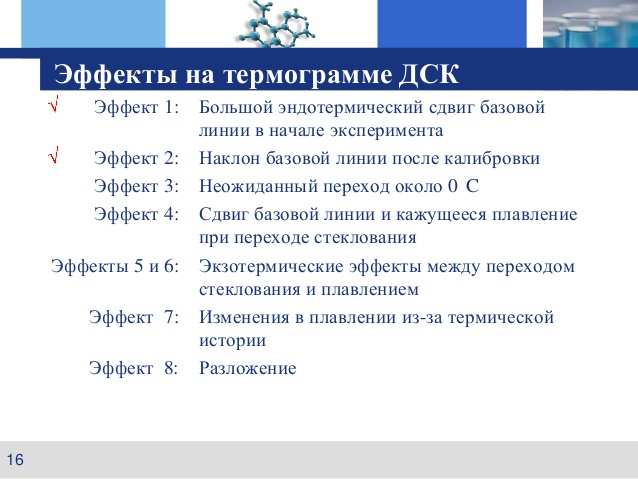 Эффекты на термограмме ДСК
√ Эффект 1: Большой эндотермический сдвиг базовой
линии в начале эксперимента
√ Эффект 2: Наклон базовой линии после калибровки
Эффект 3: Неожиданный переход около 0 C
Эффект 4: Сдвиг базовой линии и кажущееся плавление
при переходе стеклования
Эффекты 5 и 6: Экзотермические эффекты между переходом
стеклования и плавлением
Эффект 7: Изменения в плавлении из-за термической
истории
Эффект 8: Разложение
16